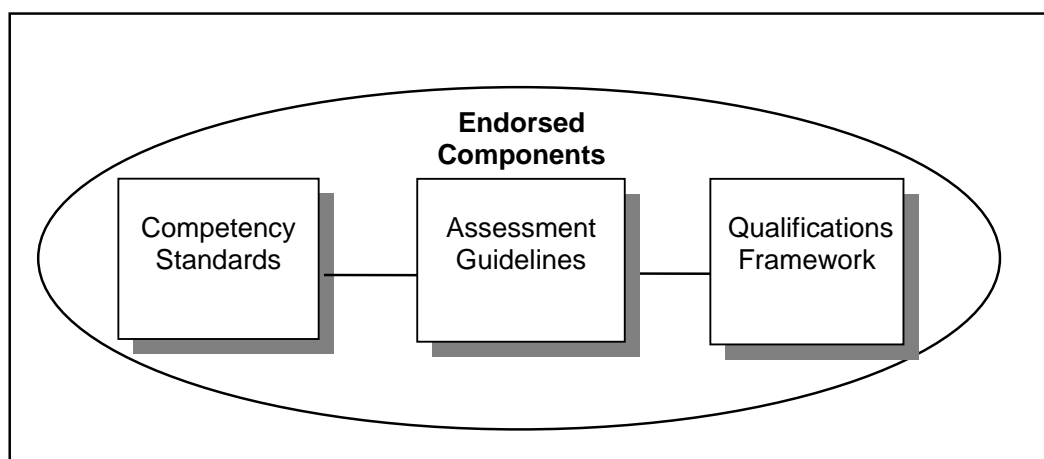 Endorsed
Components
Competency
Standards
Assessment
Guidelines
Qualifications
Framework